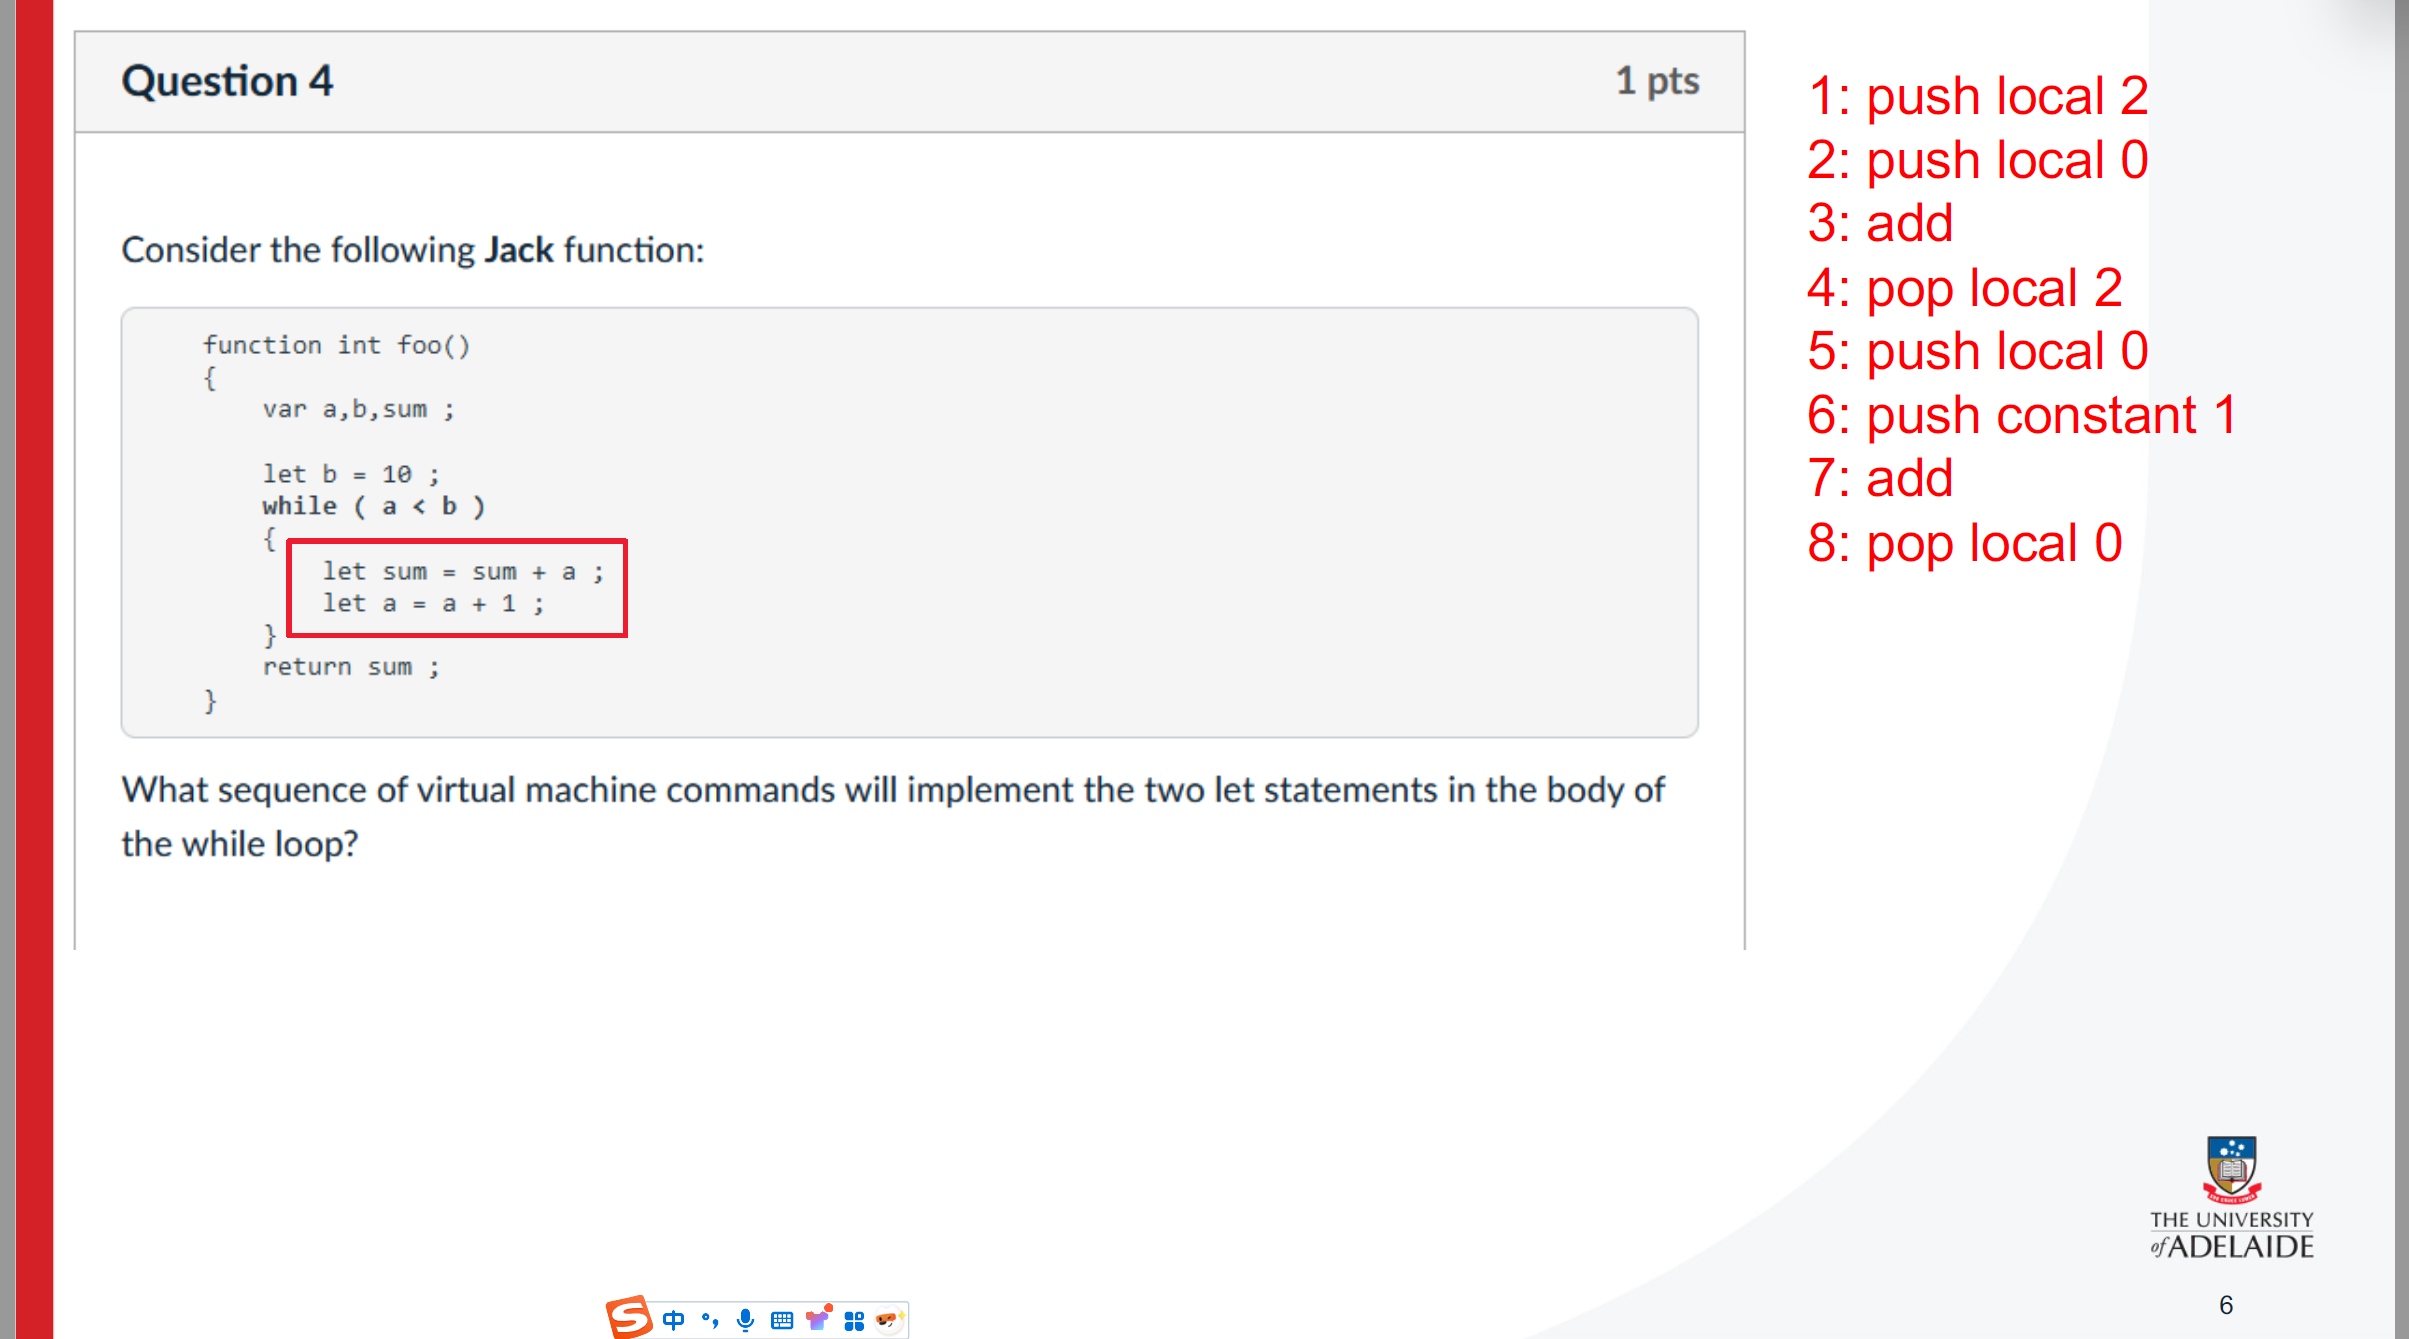 Question 4
1 pts
Consider the following Jack function:
function int foo()
{
var a,b,sum ;
let b = 10 ;
while ( a < b )
{
let sum = sum + a ;
let a = a + 1 ;
}
return sum ;
}
What sequence of virtual machine commands will implement the two let statements in the body of
the while loop?
1: push local 2
2: push local 0
3: add
4: pop local 2
5: push local 0
6: push constant 1
7: add
8: pop local 0
THE UNIVERSITY
of ADELAIDE
6
S 中 °,